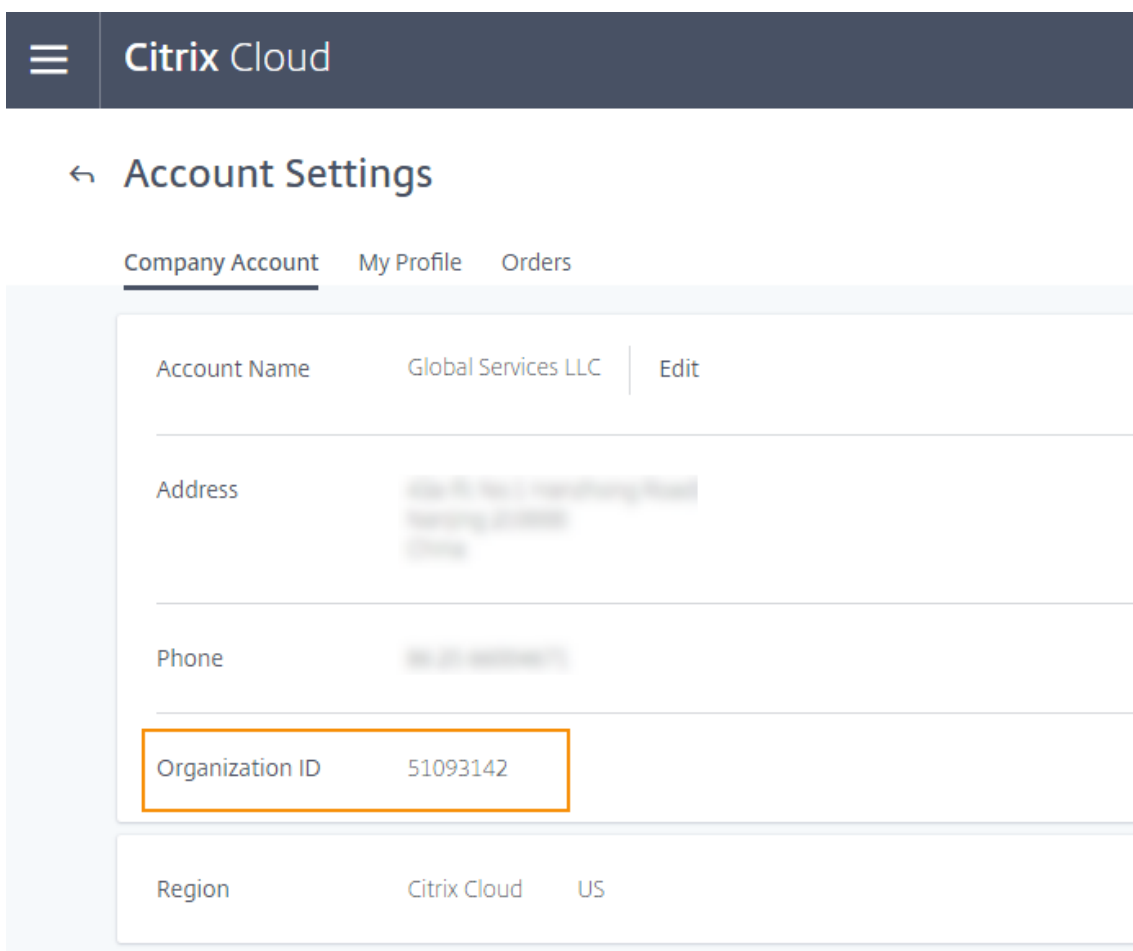 Citrix Cloud
Account Settings
Company Account My Profile Orders
Account Name Global Services LLC Edit
Address
Phone
Organization ID 51093142
Region Citrix Cloud US